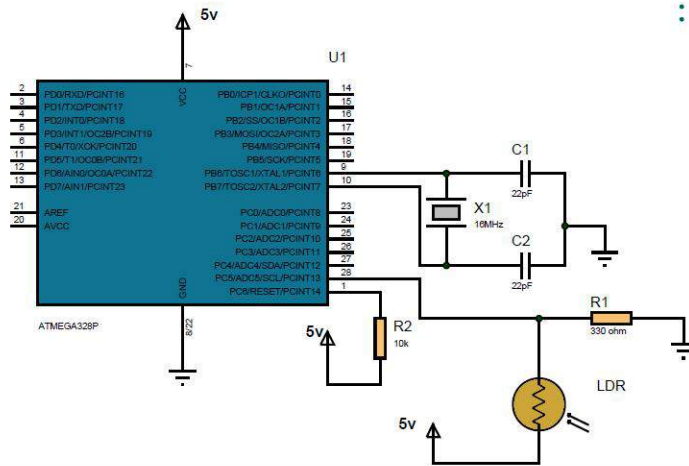 5v
U1
7
VCC
2 PD0/RXD/PCINT16
3 PD1/TXD/PCINT17
4 PD2/INT0/PCINT18
5 PD3/INT1/OC2B/PCINT19
6 PD4/T0/XCK/PCINT20
11 PD5/T1/OC0B/PCINT21
12 PD6/AIN0/OC0A/PCINT22
13 PD7/AIN1/PCINT23
21 AREF
20 AVCC
PB0/ICP1/CLKO/PCINT0 14
PB1/OC1A/PCINT1 15
PB2/SS/OC1B/PCINT2 16
PB3/MOSI/OC2A/PCINT3 17
PB4/MISO/PCINT4 18
PB5/SCK/PCINT5 19
PB6/TOSC1/XTAL1/PCINT6 9
PB7/TOSC2/XTAL2/PCINT7 10
PC0/ADC0/PCINT8 23
PC1/ADC1/PCINT9 24
PC2/ADC2/PCINT10 25
PC3/ADC3/PCINT11 26
PC4/ADC4/SDA/PCINT12 27
PC5/ADC5/SCL/PCINT13 28
PC6/RESET/PCINT14 1
GND
8/22
ATMEGA328P
C1
22pF
X1
16MHz
C2
22pF
R1
330 ohm
5v
R2
10k
LDR
5v